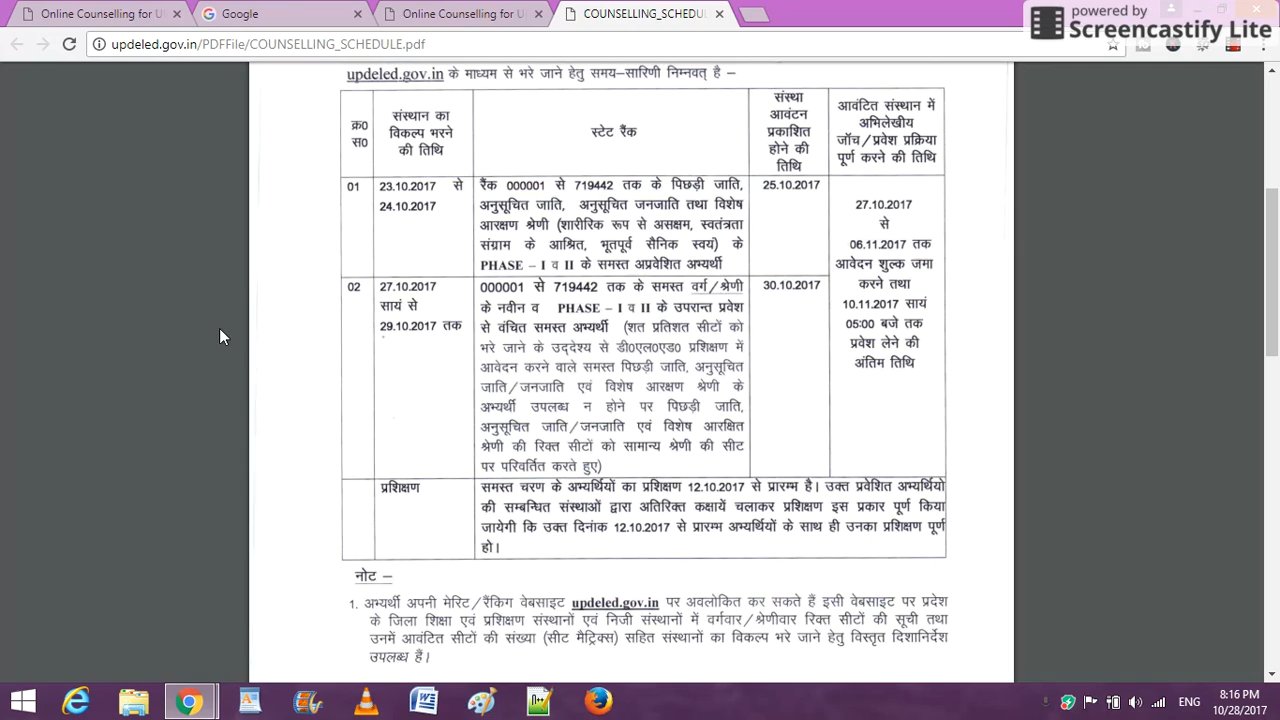 Online Counselling for U
Google
Online Counselling for U
COUNSELLING_SCHEDUL
powered by
Screencastify Lite
updeled.gov.in/PDFFile/COUNSELLING_SCHEDULE.pdf
updeled.gov.in के माध्यम से भरे जाने हेतु समय–सारिणी निम्नवत् है –
क्र0 स0
संस्थान का
विकल्प भरने
की तिथि
स्टेट रैंक
संस्था
आवंटन
प्रकाशित
होने की
तिथि
आवंटित संस्थान में
अभिलेखीय
जॉच/प्रवेश प्रक्रिया
पूर्ण करने की तिथि
01
23.10.2017 से
24.10.2017
रैंक 000001 से 719442 तक के पिछड़ी जाति,
अनुसूचित जाति, अनुसूचित जनजाति तथा विशेष
आरक्षण श्रेणी (शारीरिक रूप से असक्षम, स्वतंत्रता
संग्राम के आश्रित, भूतपूर्व सैनिक स्वयं) के
PHASE – I व II के समस्त अप्रवेशित अभ्यर्थी
25.10.2017
27.10.2017
से
06.11.2017 तक
आवेदन शुल्क जमा
करने तथा
10.11.2017 सायं
05:00 बजे तक
प्रवेश लेने की
अंतिम तिथि
02
27.10.2017
सायं से
29.10.2017 तक
000001 से 719442 तक के समस्त वर्ग/श्रेणी
के नवीन व PHASE – I व II के उपरान्त प्रवेश
से वंचित समस्त अभ्यर्थी (शत प्रतिशत सीटों को
भरे जाने के उद्देश्य से डी0एल0एड0 प्रशिक्षण में
आवेदन करने वाले समस्त पिछड़ी जाति, अनुसूचित
जाति/जनजाति एवं विशेष आरक्षण श्रेणी के
अभ्यर्थी उपलब्ध न होने पर पिछड़ी जाति,
अनुसूचित जाति/जनजाति एवं विशेष आरक्षित
श्रेणी की रिक्त सीटों को सामान्य श्रेणी की सीट
पर परिवर्तित करते हुए)
30.10.2017
प्रशिक्षण
समस्त चरण के अभ्यर्थियों का प्रशिक्षण 12.10.2017 से प्रारम्भ है। उक्त प्रवेशित अभ्यर्थियो
की सम्बन्धित संस्थाओं द्वारा अतिरिक्त कक्षायें चलाकर प्रशिक्षण इस प्रकार पूर्ण किया
जायेगी कि उक्त दिनांक 12.10.2017 से प्रारम्भ अभ्यर्थियों के साथ ही उनका प्रशिक्षण पूर्ण
हो।
नोट –
1. अभ्यर्थी अपनी मेरिट/रैंकिग वेबसाइट updeled.gov.in पर अवलोकित कर सकते हैं इसी वेबसाइट पर प्रदेश
के जिला शिक्षा एवं प्रशिक्षण संस्थानों एवं निजी संस्थानों में वर्गवार/श्रेणीवार रिक्त सीटों की सूची तथा
उनमें आवंटित सीटों की संख्या (सीट मैट्रिक्स) सहित संस्थानों का विकल्प भरे जाने हेतु विस्तृत दिशानिर्देश
उपलब्ध हैं।
ENG
8:16 PM
10/28/2017